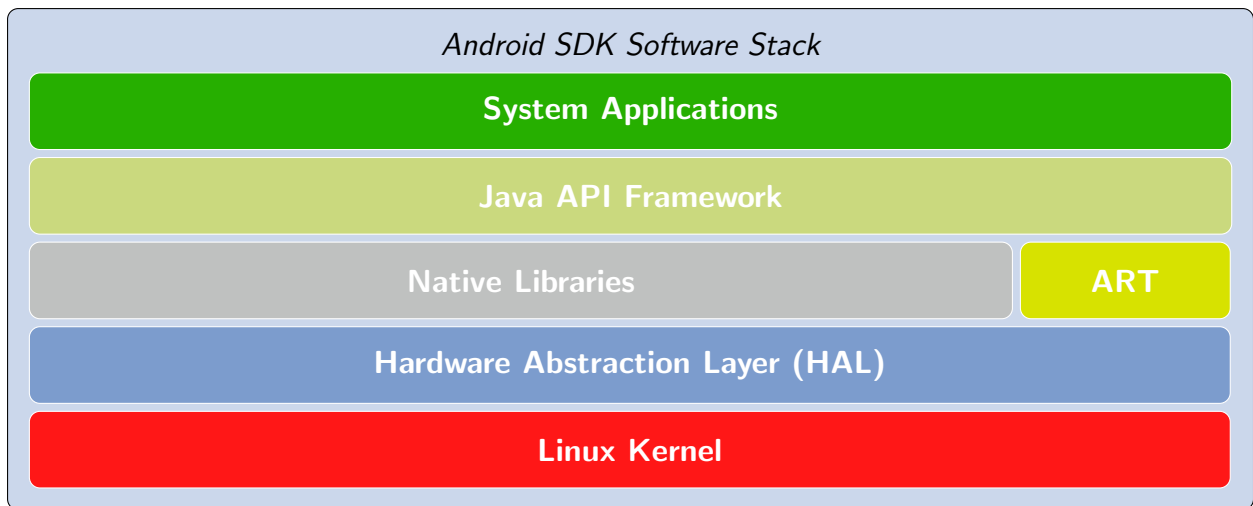 Android SDK Software Stack
System Applications
Java API Framework
Native Libraries
ART
Hardware Abstraction Layer (HAL)
Linux Kernel